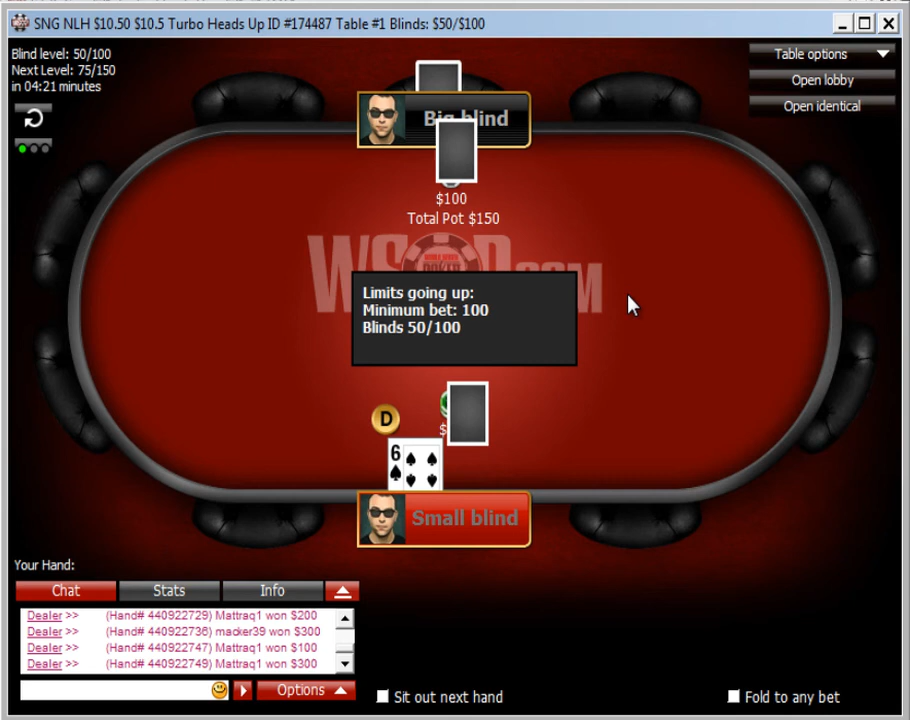 SNG NLH $10.50 $10.5 Turbo Heads Up ID #174487 Table #1 Blinds: $50/$100
Blind level: 50/100
Next Level: 75/150
in 04:21 minutes
Table options
Open lobby
Open identical
Big blind
$100
Total Pot $150
.COM
Limits going up:
Minimum bet: 100
Blinds 50/100
D
$
6
Small blind
Your Hand:
Chat
Stats
Info
Dealer >> (Hand# 440922729) Mattraq1 won $200
Dealer >> (Hand# 440922736) macker39 won $300
Dealer >> (Hand# 440922747) Mattraq1 won $100
Dealer >> (Hand# 440922749) Mattraq1 won $300
Options
Sit out next hand
Fold to any bet